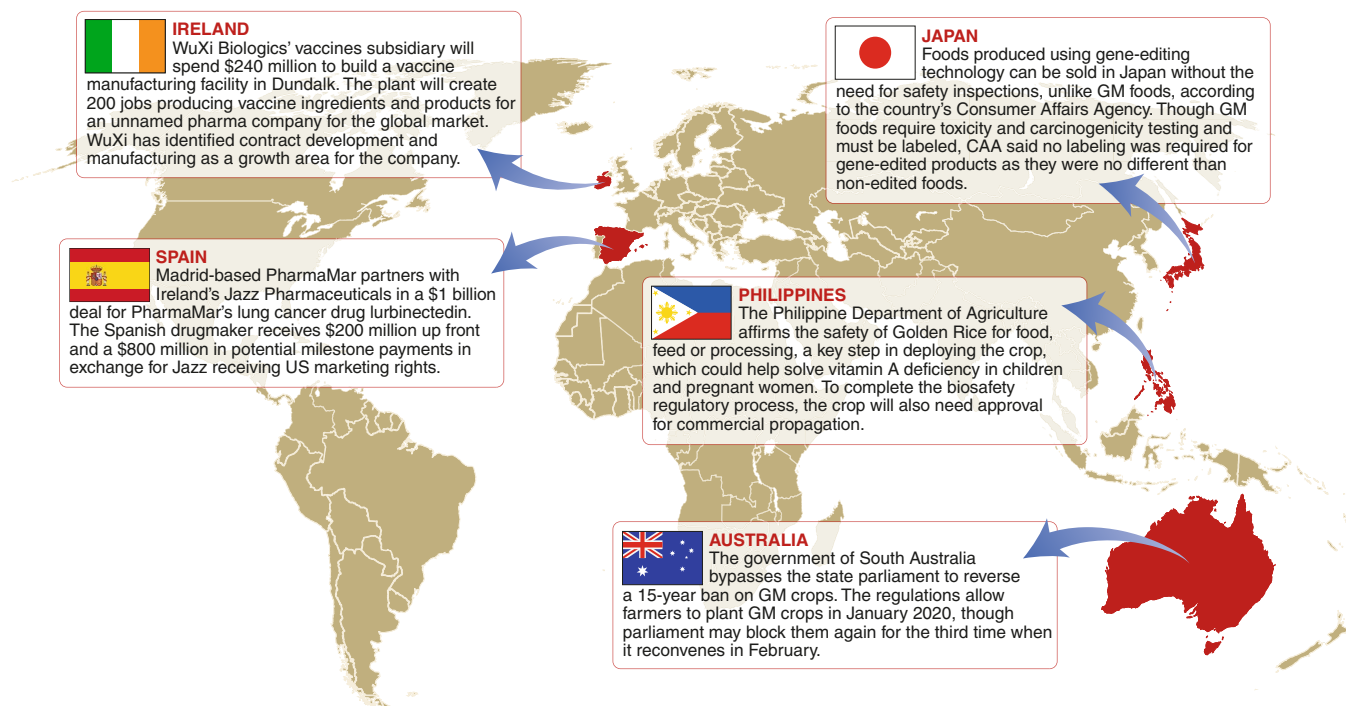 IRELAND
WuXi Biologics’ vaccines subsidiary will
spend $240 million to build a vaccine
manufacturing facility in Dundalk. The plant will create
200 jobs producing vaccine ingredients and products for
an unnamed pharma company for the global market.
WuXi has identified contract development and
manufacturing as a growth area for the company.
JAPAN
Foods produced using gene-editing
technology can be sold in Japan without the
need for safety inspections, unlike GM foods, according
to the country’s Consumer Affairs Agency. Though GM
foods require toxicity and carcinogenicity testing and
must be labeled, CAA said no labeling was required for
gene-edited products as they were no different than
non-edited foods.
SPAIN
Madrid-based PharmaMar partners with
Ireland’s Jazz Pharmaceuticals in a $1 billion
deal for PharmaMar’s lung cancer drug lurbinectedin.
The Spanish drugmaker receives $200 million up front
and a $800 million in potential milestone payments in
exchange for Jazz receiving US marketing rights.
PHILIPPINES
The Philippine Department of Agriculture
affirms the safety of Golden Rice for food,
feed or processing, a key step in deploying the crop,
which could help solve vitamin A deficiency in children
and pregnant women. To complete the biosafety
regulatory process, the crop will also need approval
for commercial propagation.
AUSTRALIA
The government of South Australia
bypasses the state parliament to reverse
a 15-year ban on GM crops. The regulations allow
farmers to plant GM crops in January 2020, though
parliament may block them again for the third time when
it reconvenes in February.